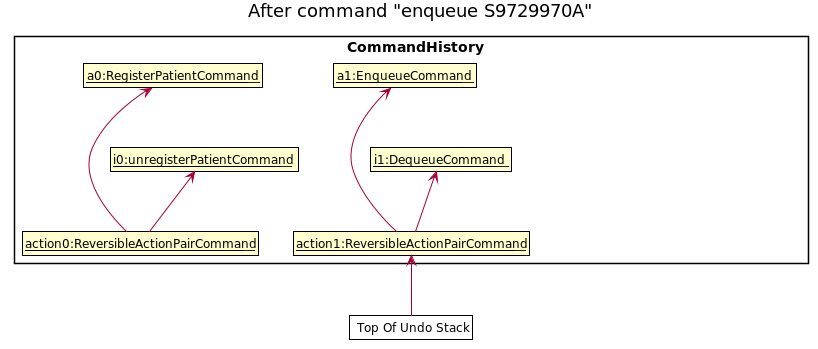 After command "enqueue S9729970A"
CommandHistory
a0:RegisterPatientCommand
a1:EnqueueCommand
i0:unregisterPatientCommand
i1:DequeueCommand
action0:ReversibleActionPairCommand
action1:ReversibleActionPairCommand
Top Of Undo Stack